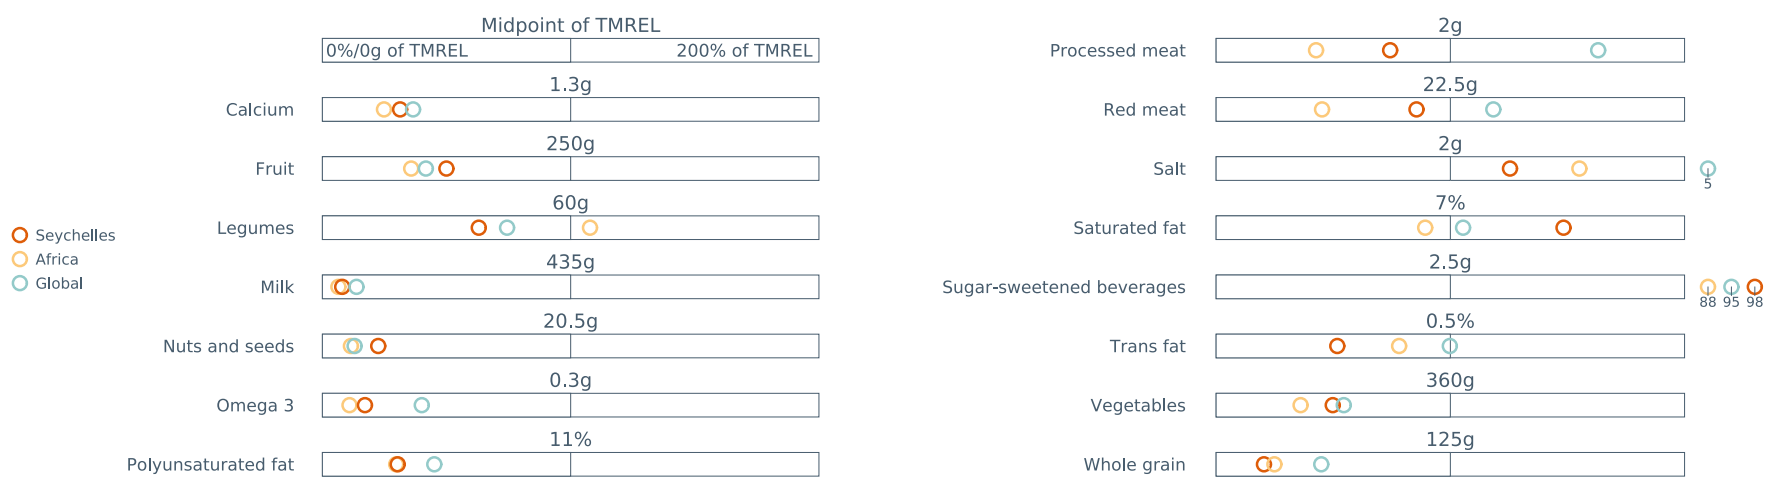 Midpoint of TMREL
0%/0g of TMREL 200% of TMREL
1.3g
Calcium
250g
Fruit
60g
Legumes
435g
Milk
20.5g
Nuts and seeds
0.3g
Omega 3
11%
Polyunsaturated fat
Seychelles
Africa
Global
2g
Processed meat
22.5g
Red meat
2g
Salt
5
7%
Saturated fat
2.5g
Sugar-sweetened beverages
88 95 98
0.5%
Trans fat
360g
Vegetables
125g
Whole grain